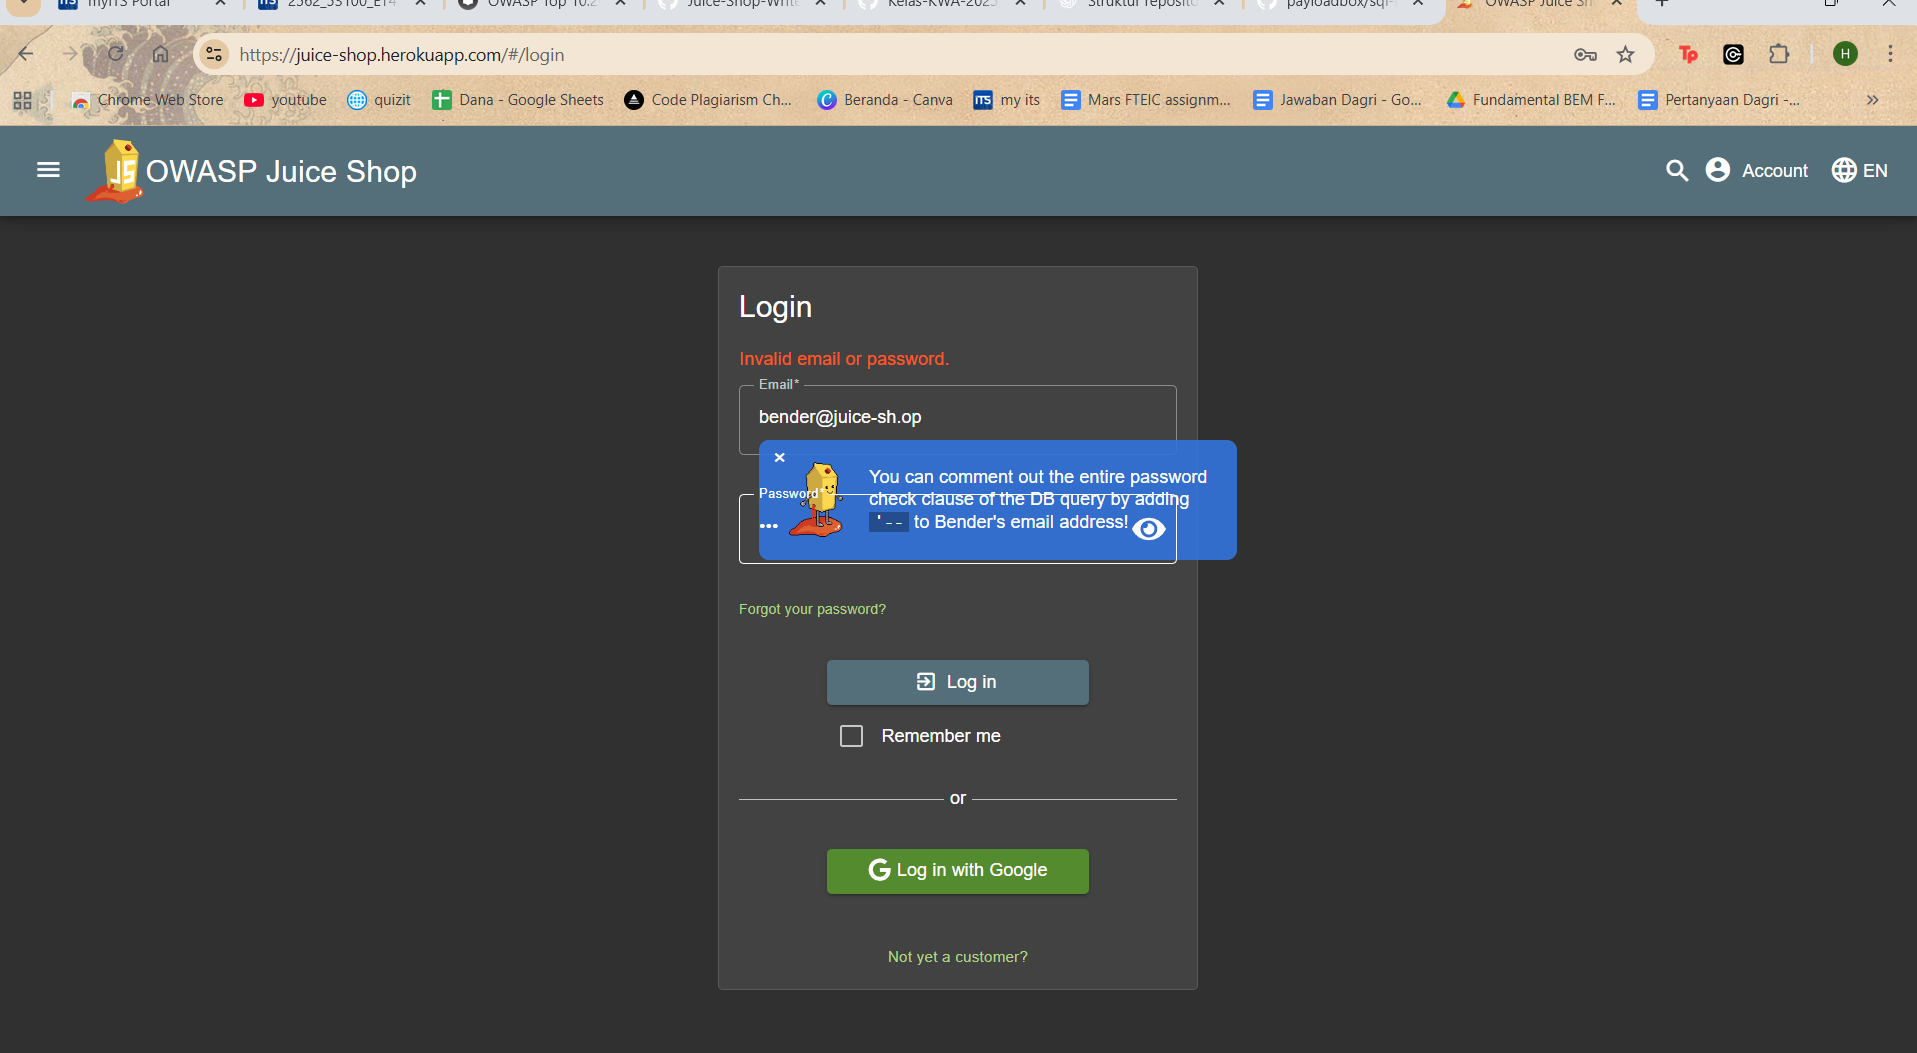 myITS Portal
OWASP Top 10:2
Juice-Shop-Write
Kelas-KWA-2025
Struktur reposito
payloadbox/sql-
OWASP Juice Sh
https://juice-shop.herokuapp.com/#/login
H
Chrome Web Store
youtube
quizit
Dana - Google Sheets
Code Plagiarism Ch...
Beranda - Canva
ITS my its
Mars FTEIC assignm...
Jawaban Dagri - Go...
Fundamental BEM F...
Pertanyaan Dagri -...
OWASP Juice Shop
Account
EN
Login
Invalid email or password.
Email*
bender@juice-sh.op
You can comment out the entire password
check clause of the DB query by adding
'-- to Bender's email address!
Password*
Forgot your password?
Log in
Remember me
or
G Log in with Google
Not yet a customer?